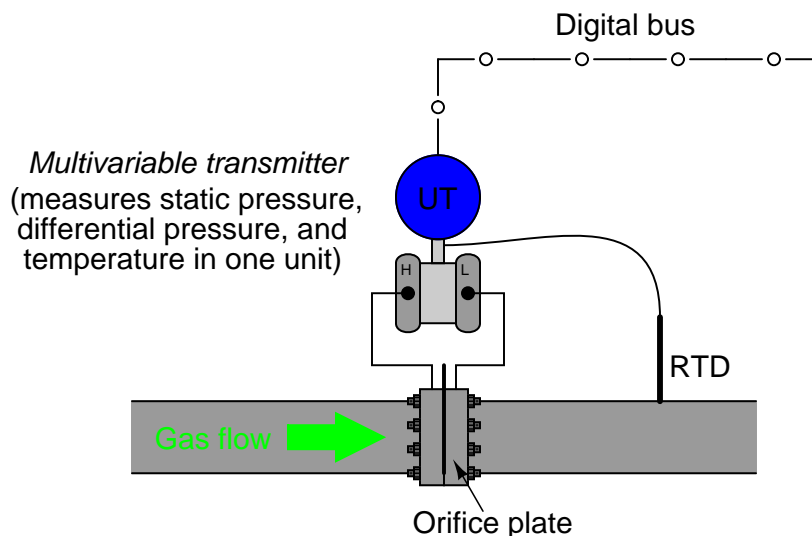 Digital bus
Multivariable transmitter
(measures static pressure,
differential pressure, and
temperature in one unit)
UT
H
L
RTD
Gas flow
Orifice plate